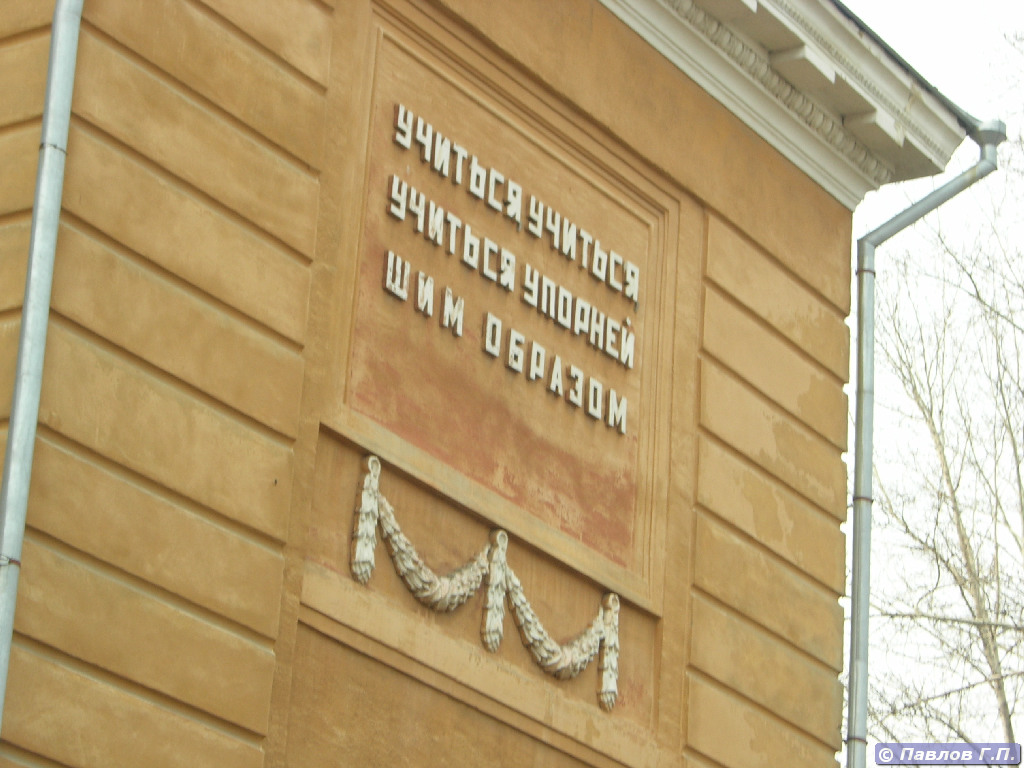 УЧИТЬСЯ УЧИТЬСЯ
УЧИТЬСЯ УПОРНЕЙ
ШИМ ОБРАЗОМ
© Павлов Г.П.